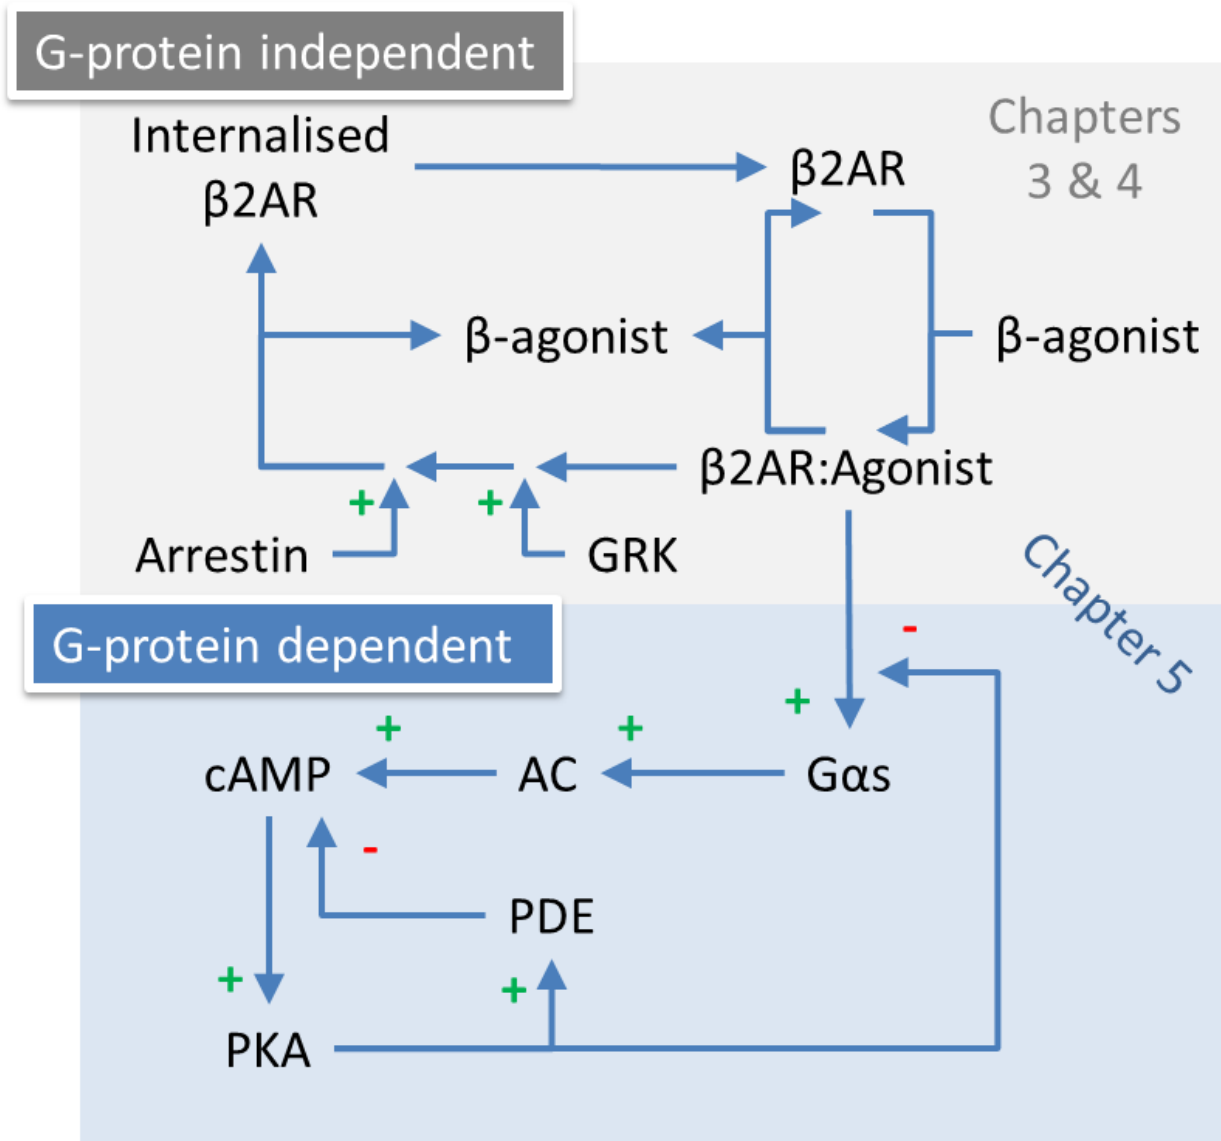 G-protein independent
Chapters
3 & 4
Internalised
β2AR
β2AR
β-agonist
β-agonist
β2AR:Agonist
+
+
Arrestin
GRK
Chapter 5
G-protein dependent
-
+
+
+
cAMP
AC
Gαs
-
PDE
+
+
PKA